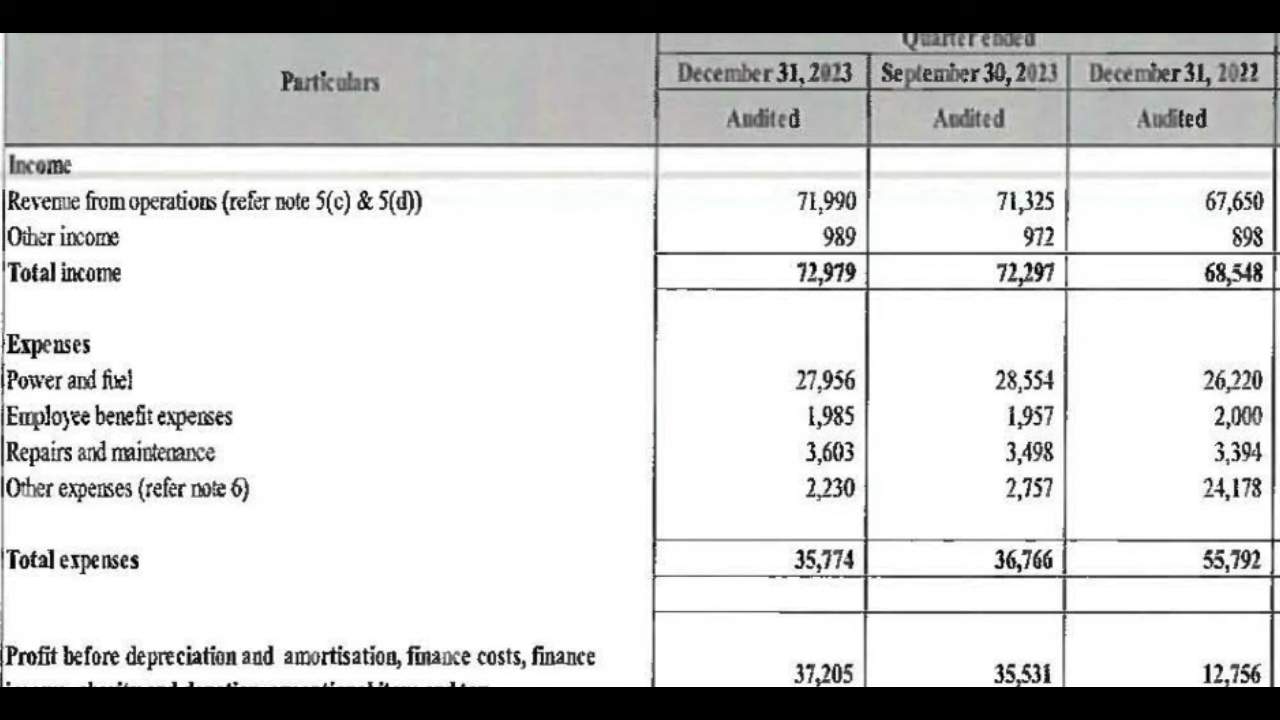 Quarter ended
Particulars December 31, 2023 September 30, 2023 December 31, 2022
Audited Audited Audited
Income
Revenue from operations (refer note 5(c) & 5(d)) 71,990 71,325 67,650
Other income 989 972 898
Total income 72,979 72,297 68,548
Expenses
Power and fuel 27,956 28,554 26,220
Employee benefit expenses 1,985 1,957 2,000
Repairs and maintenance 3,603 3,498 3,394
Other expenses (refer note 6) 2,230 2,757 24,178
Total expenses 35,774 36,766 55,792
Profit before depreciation and amortisation, finance costs, finance 37,205 35,531 12,756